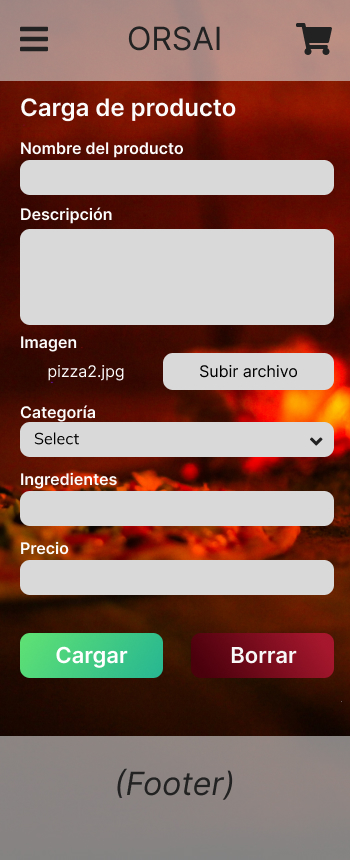 ORSAI
Carga de producto
Nombre del producto
Descripción
Imagen
pizza2.jpg Subir archivo
Categoría
Select
Ingredientes
Precio
Cargar Borrar
(Footer)